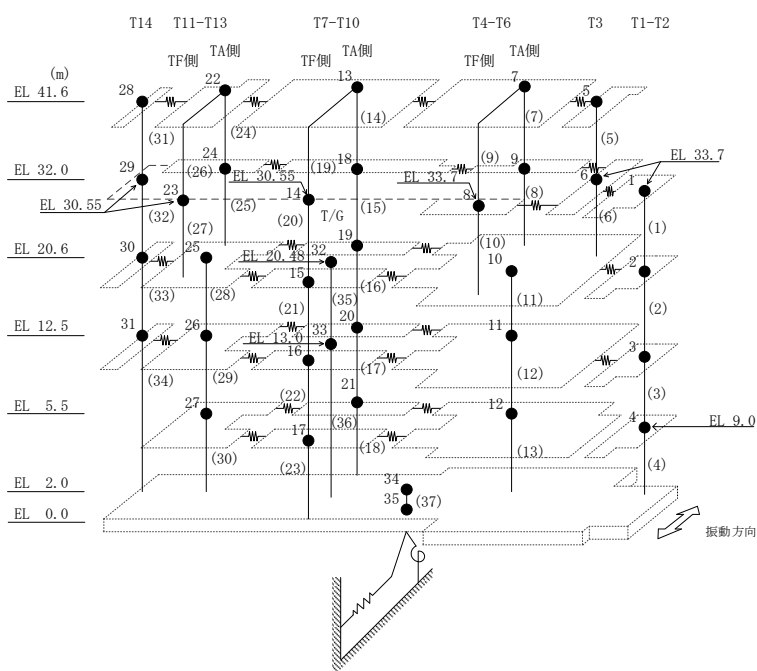 T14 T11-T13 T7-T10 T4-T6 T3 T1-T2
TF側 TA側 TF側 TA側 TF側 TA側
(m)
EL 41.6
28 22 13 7 5
(31) (24) (14) (7) (5)
EL 32.0
29 24 18 9 6 1
EL 33.7
(26) (19) (9)
EL 30.55 EL 33.7
23 14 8
(25) (15) (8) (6) (1)
EL 30.55
(32) (27) (20) T/G (10)
EL 20.6
30 25 32 19 10 2
EL 20.48
15
(33) (28) (35) (16) (11) (2)
(21)
EL 12.5
31 26 33 20 11 3
EL 13.0
16
(34) (29) (17) (12) (3)
EL 5.5
27 (22) 21 12 4
EL 9.0
17 (36)
(30) (18) (13) (4)
(23)
EL 2.0
34
EL 0.0
35 (37)
振動方向